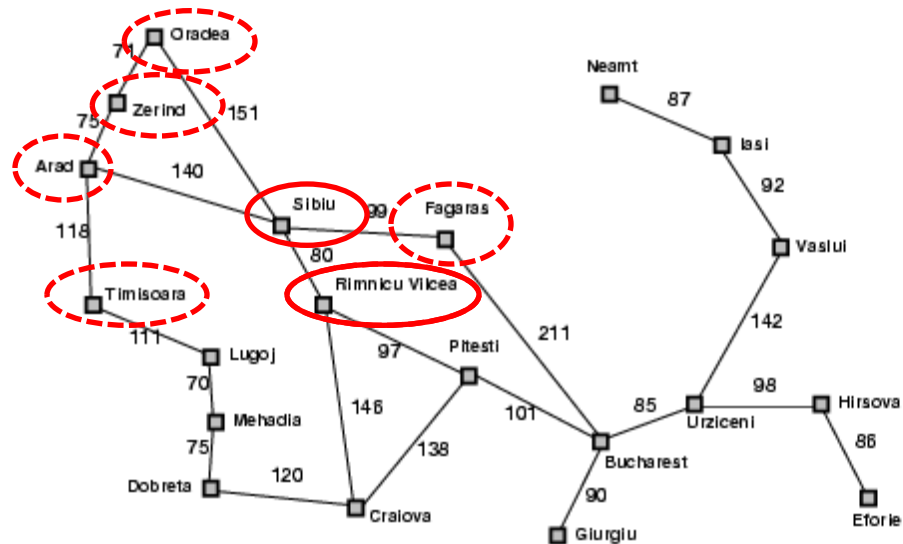 Oradea
71
Neamt
Zerind
151
87
75
Iasi
Arad
140
92
Sibiu
99
Fagaras
118
80
Vaslui
Timisoara
Rimnicu Vilcea
211
142
111
Lugoj
97
Pitesti
70
146
98
Hirsova
101
85
Urziceni
Mehadia
75
138
86
Bucharest
Dobreta
120
90
Craiova
Eforie
Giurgiu